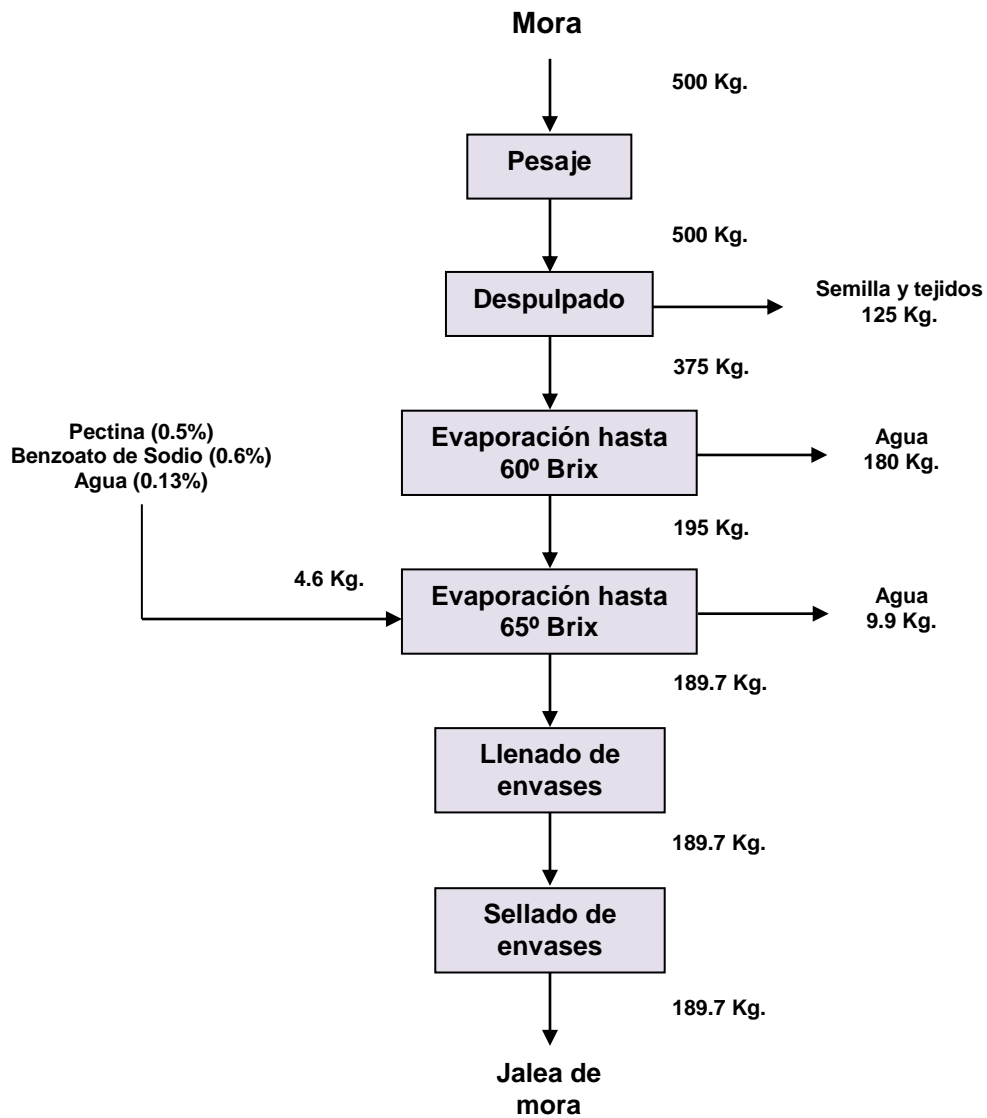 Mora
500 Kg.
Pesaje
500 Kg.
Despulpado
Semilla y tejidos
125 Kg.
375 Kg.
Pectina (0.5%)
Benzoato de Sodio (0.6%)
Agua (0.13%)
Evaporación hasta
60º Brix
Agua
180 Kg.
195 Kg.
4.6 Kg.
Evaporación hasta
65º Brix
Agua
9.9 Kg.
189.7 Kg.
Llenado de
envases
189.7 Kg.
Sellado de
envases
189.7 Kg.
Jalea de
mora